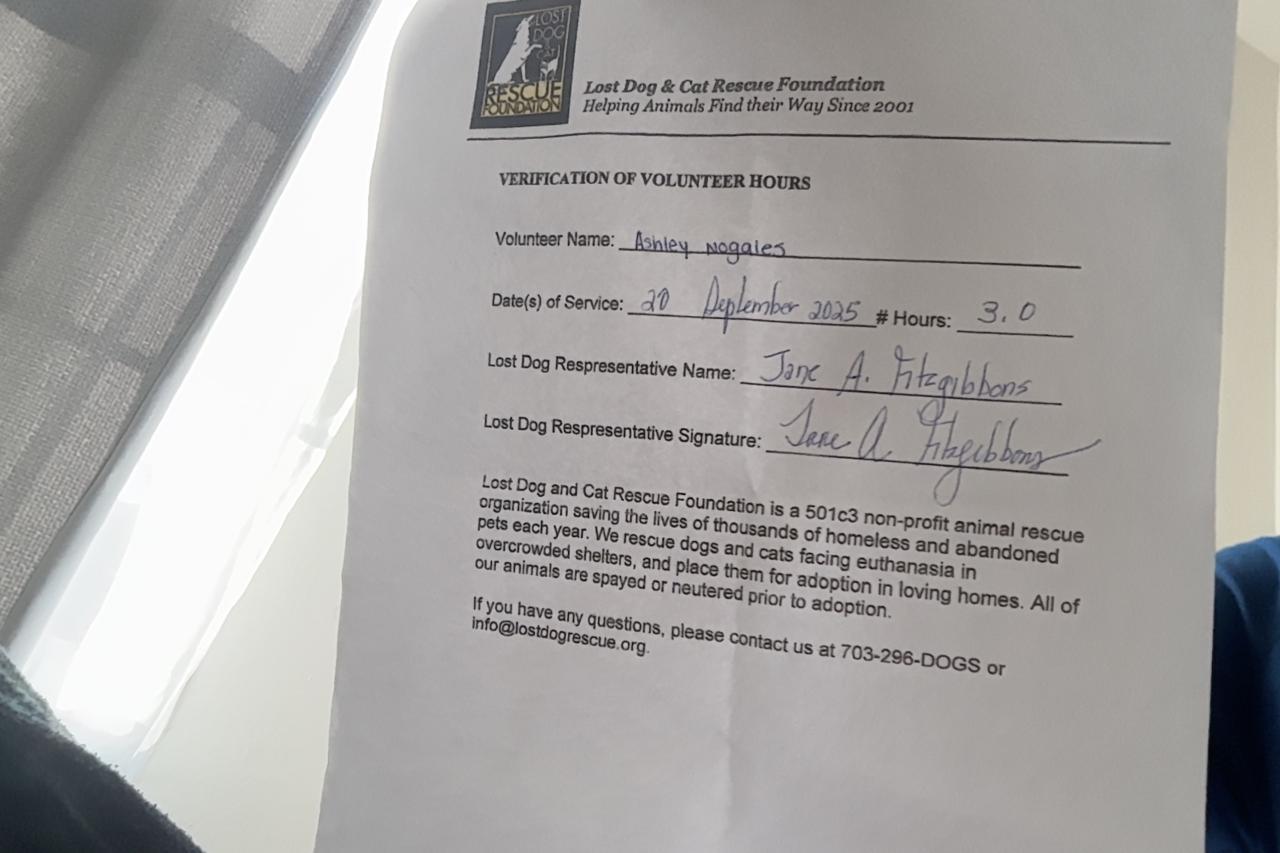 LOST
DOG
& CAT
RESCUE
FOUNDATION
Lost Dog & Cat Rescue Foundation
Helping Animals Find their Way Since 2001
VERIFICATION OF VOLUNTEER HOURS
Volunteer Name: Ashley Nogales
Date(s) of Service: 20 September 2025 # Hours: 3.0
Lost Dog Respresentative Name: Jane A. Fitzgibbons
Lost Dog Respresentative Signature: Jane A Fitzgibbons
Lost Dog and Cat Rescue Foundation is a 501c3 non-profit animal rescue
organization saving the lives of thousands of homeless and abandoned
pets each year. We rescue dogs and cats facing euthanasia in
overcrowded shelters, and place them for adoption in loving homes. All of
our animals are spayed or neutered prior to adoption.
If you have any questions, please contact us at 703-296-DOGS or
info@lostdogrescue.org.